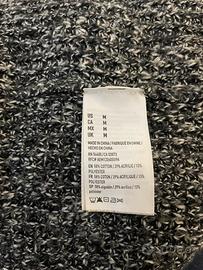 US M
CA M
MX M
UK M
MADE IN CHINA / FABRIQUE EN CHINE /
HECHO EN CHINA
EN 58% COTTON / 29% ACRYLIC / 13%
POLYESTER
FR 58% COTON / 29% ACRYLIQUE / 13%
POLYESTER
SP 58% algodón / 29% acrílico / 13%
poliéster